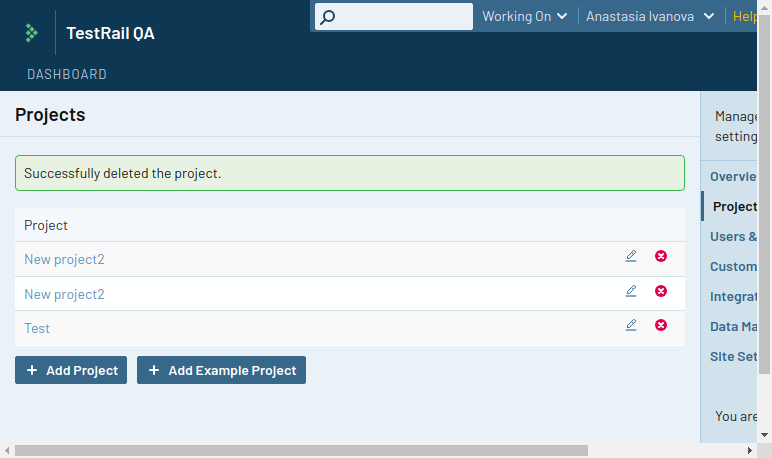 TestRail QA
Working On
Anastasia Ivanova
Help
DASHBOARD
Projects
Successfully deleted the project.
Project
New project2
New project2
Test
+ Add Project
+ Add Example Project
Manage
setting
Overvie
Project
Users &
Custom
Integrat
Data Ma
Site Set
You are